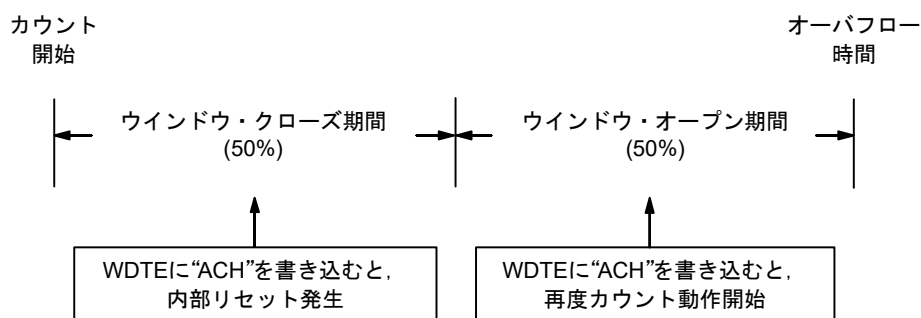 カウント
開始
オーバフロー
時間
ウインドウ・クローズ期間
(50%)
ウインドウ・オープン期間
(50%)
WDTEに“ACH”を書き込むと,
内部リセット発生
WDTEに“ACH”を書き込むと,
再度カウント動作開始